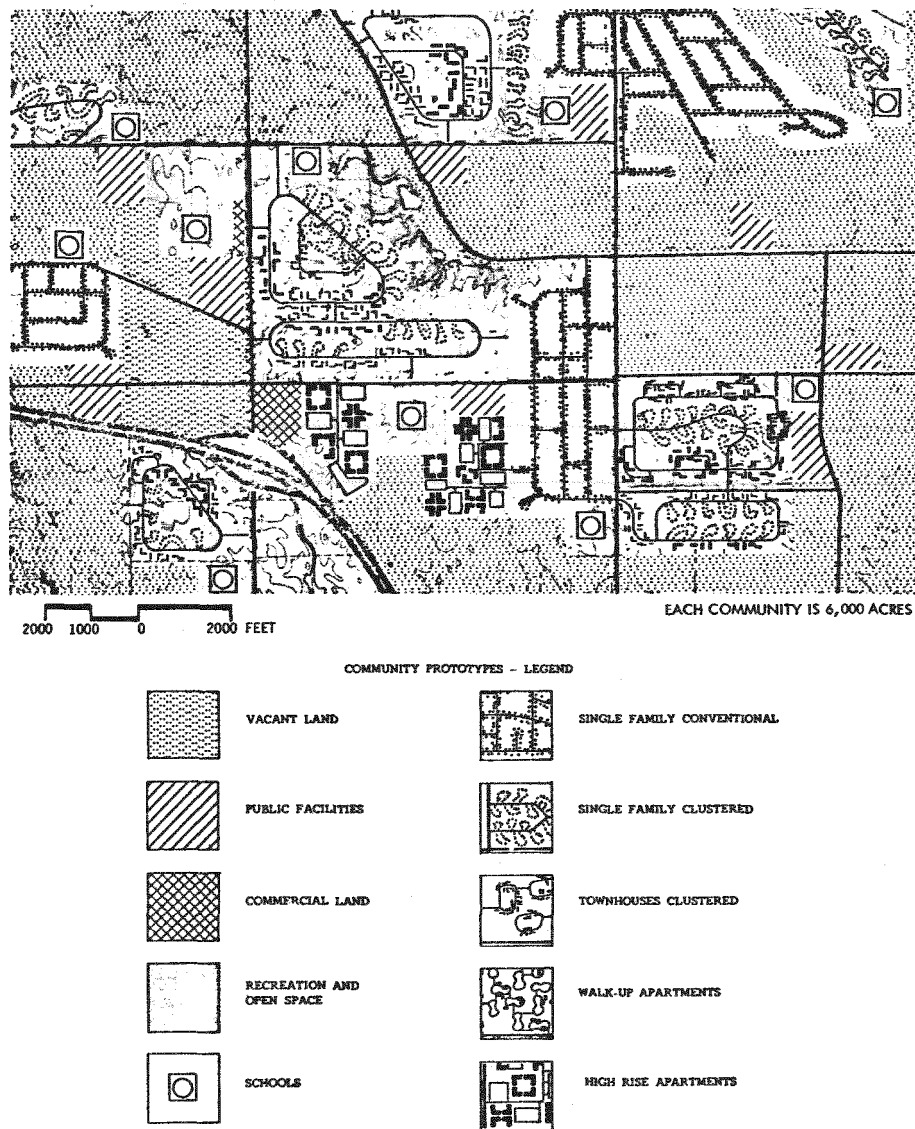 EACH COMMUNITY IS 6,000 ACRES
2000 1000 0 2000 FEET
COMMUNITY PROTOTYPES - LEGEND
VACANT LAND
SINGLE FAMILY CONVENTIONAL
PUBLIC FACILITIES
SINGLE FAMILY CLUSTERED
COMMERCIAL LAND
TOWNHOUSES CLUSTERED
RECREATION AND
OPEN SPACE
WALK-UP APARTMENTS
SCHOOLS
HIGH RISE APARTMENTS